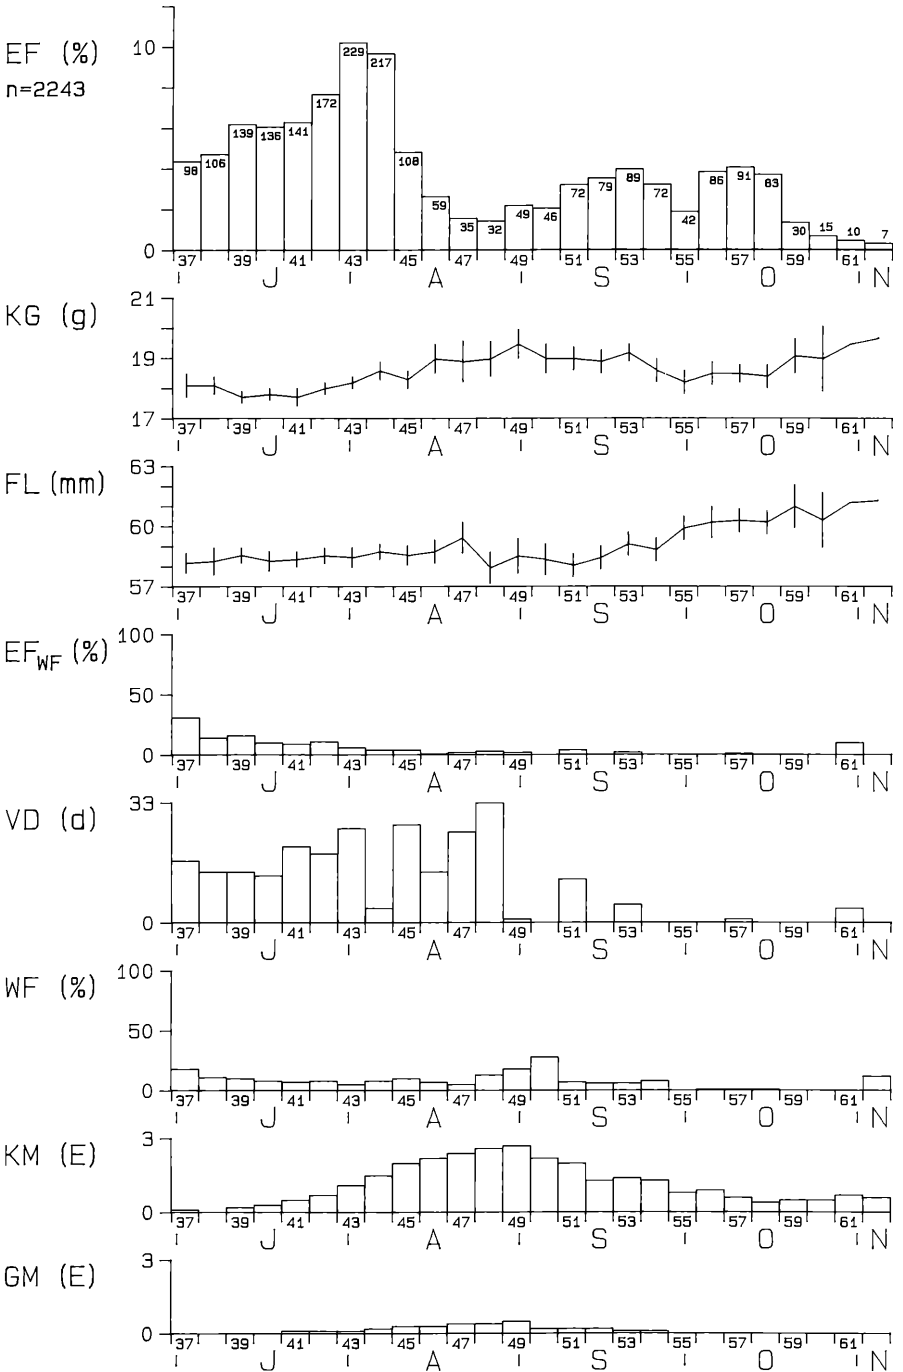 EF (%)
n=2243
10
0
98 106 139 136 141 172 229 217 108 59 35 32 49 46 72 79 89 72 42 86 91 83 30 15 10 7
37 39 41 43 45 47 49 51 53 55 57 59 61
J A S O N
KG (g)
21
19
17
37 39 41 43 45 47 49 51 53 55 57 59 61
J A S O N
FL (mm)
63
60
57
37 39 41 43 45 47 49 51 53 55 57 59 61
J A S O N
EF WF (%)
100
50
0
37 39 41 43 45 47 49 51 53 55 57 59 61
J A S O N
VD (d)
33
0
37 39 41 43 45 47 49 51 53 55 57 59 61
J A S O N
WF (%)
100
50
0
37 39 41 43 45 47 49 51 53 55 57 59 61
J A S O N
KM (E)
3
0
37 39 41 43 45 47 49 51 53 55 57 59 61
J A S O N
GM (E)
3
0
37 39 41 43 45 47 49 51 53 55 57 59 61
J A S O N